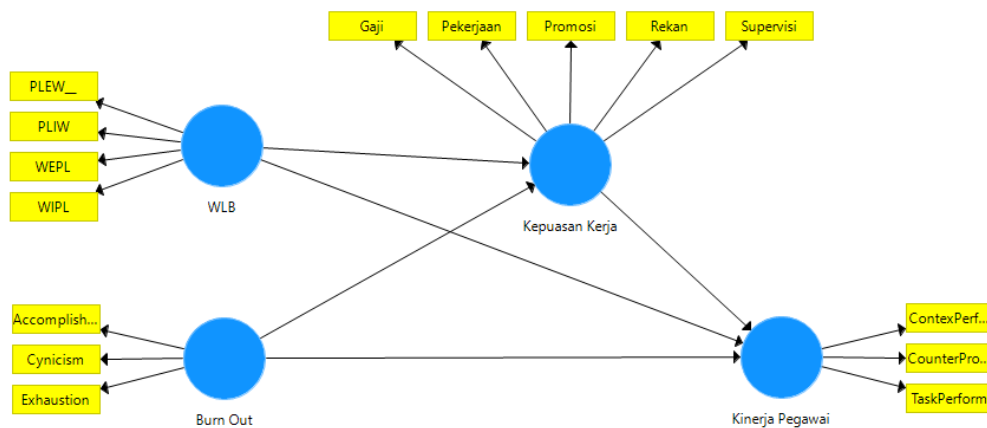 Gaji
Pekerjaan
Promosi
Rekan
Supervisi
PLEW__
PLIW
WEPL
WIPL
WLB
Kepuasan Kerja
Accomplish...
Cynicism
Exhaustion
Burn Out
ContexPerf...
CounterPro...
TaskPerform
Kinerja Pegawai